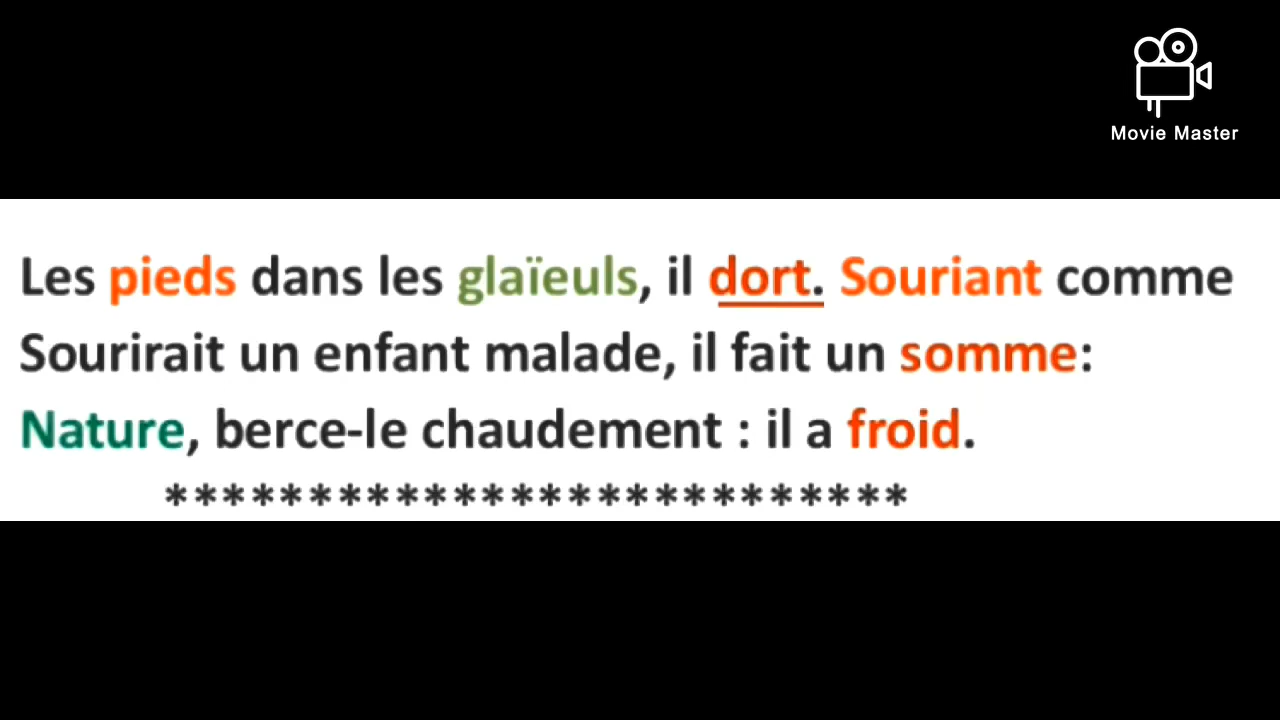 Movie Master
Les pieds dans les glaïeuls, il dort. Souriant comme
Sourirait un enfant malade, il fait un somme:
Nature, berce-le chaudement : il a froid.
**************************